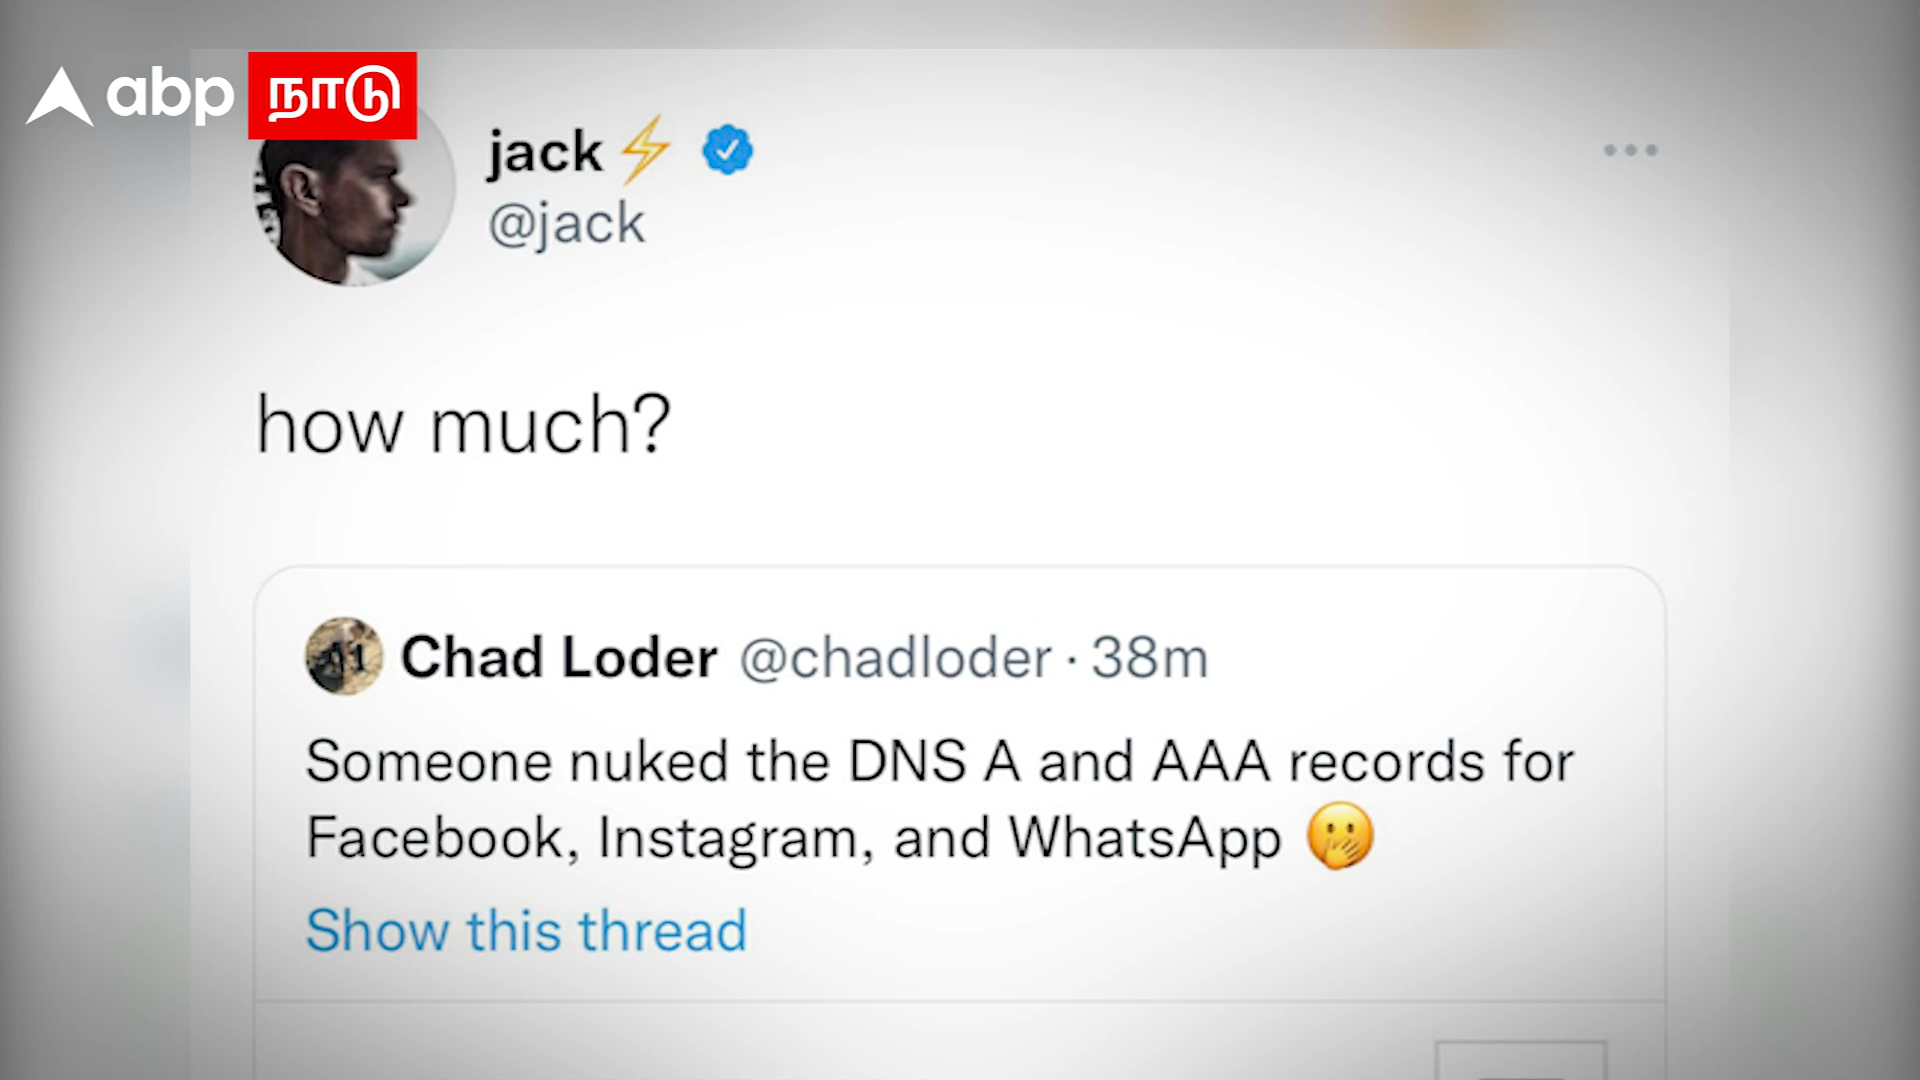 abp நாடு
jack⚡
@jack
how much?
Chad Loder @chadloder · 38m
Someone nuked the DNS A and AAA records for
Facebook, Instagram, and WhatsApp 🫢
Show this thread